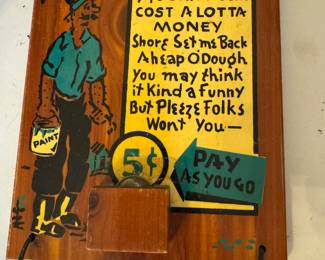 COST A LOTTA
MONEY
Shore Set me Back
A heap O'Dough
You may think
it Kind a Funny
But Pleeze Folks
Wont You—
PAINT
5¢
PAY
AS YOU GO